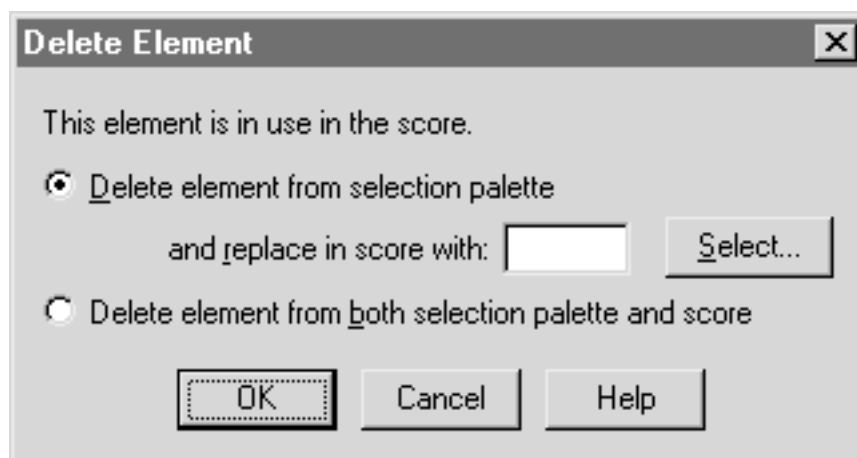 Delete Element
This element is in use in the score.
Delete element from selection palette
and replace in score with: Select...
Delete element from both selection palette and score
OK Cancel Help